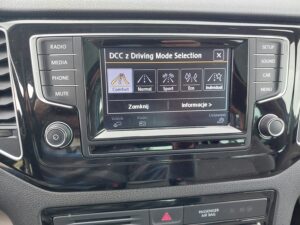 RADIO
MEDIA
PHONE
MUTE
DCC z Driving Mode Selection
Comfort Normal Sport Eco Individual
Zamknij Informacje >
SETUP
SOUND
CAR
MENU
PASSENGER
AIR BAG